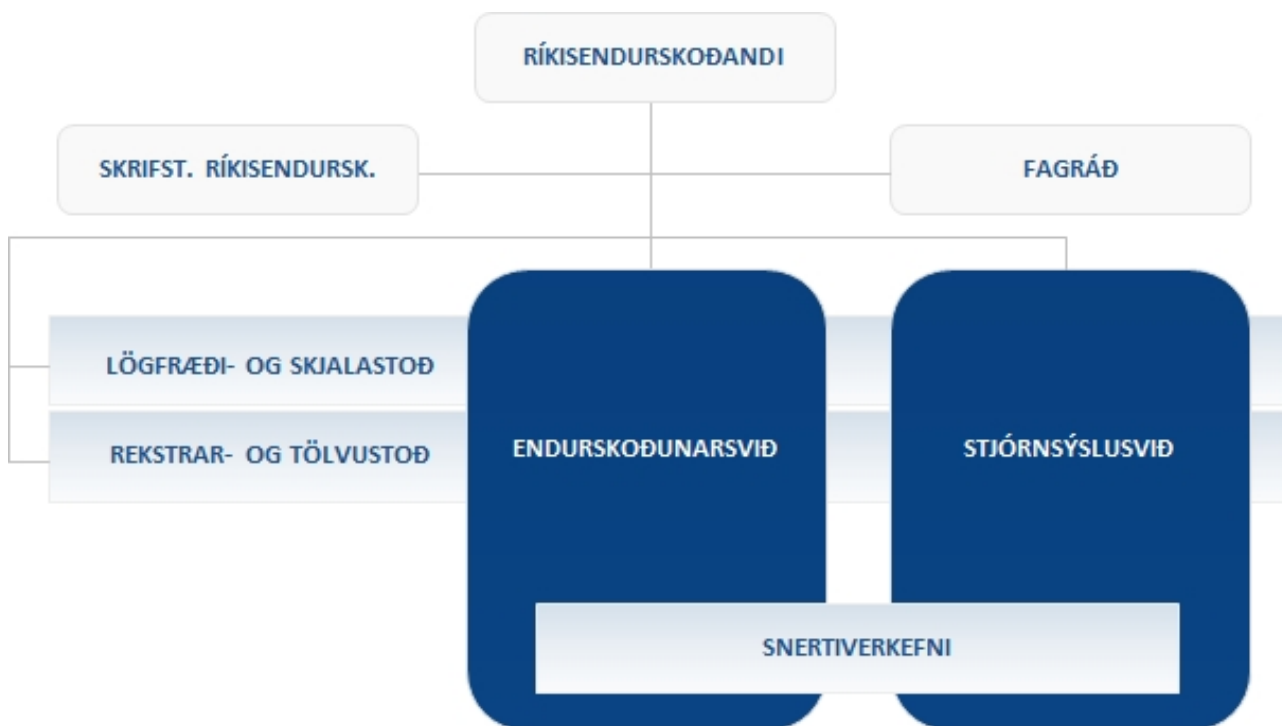 RÍKISENDURSKOÐANDI
SKRIFST. RÍKISENDURSK.
FAGRÁÐ
LÖGFRÆÐI- OG SKJALASTOÐ
REKSTRAR- OG TÖLVUSTOÐ
ENDURSKOÐUNARSVIÐ
STJÓRNSÝSLUSVIÐ
SNERTIVERKEFNI